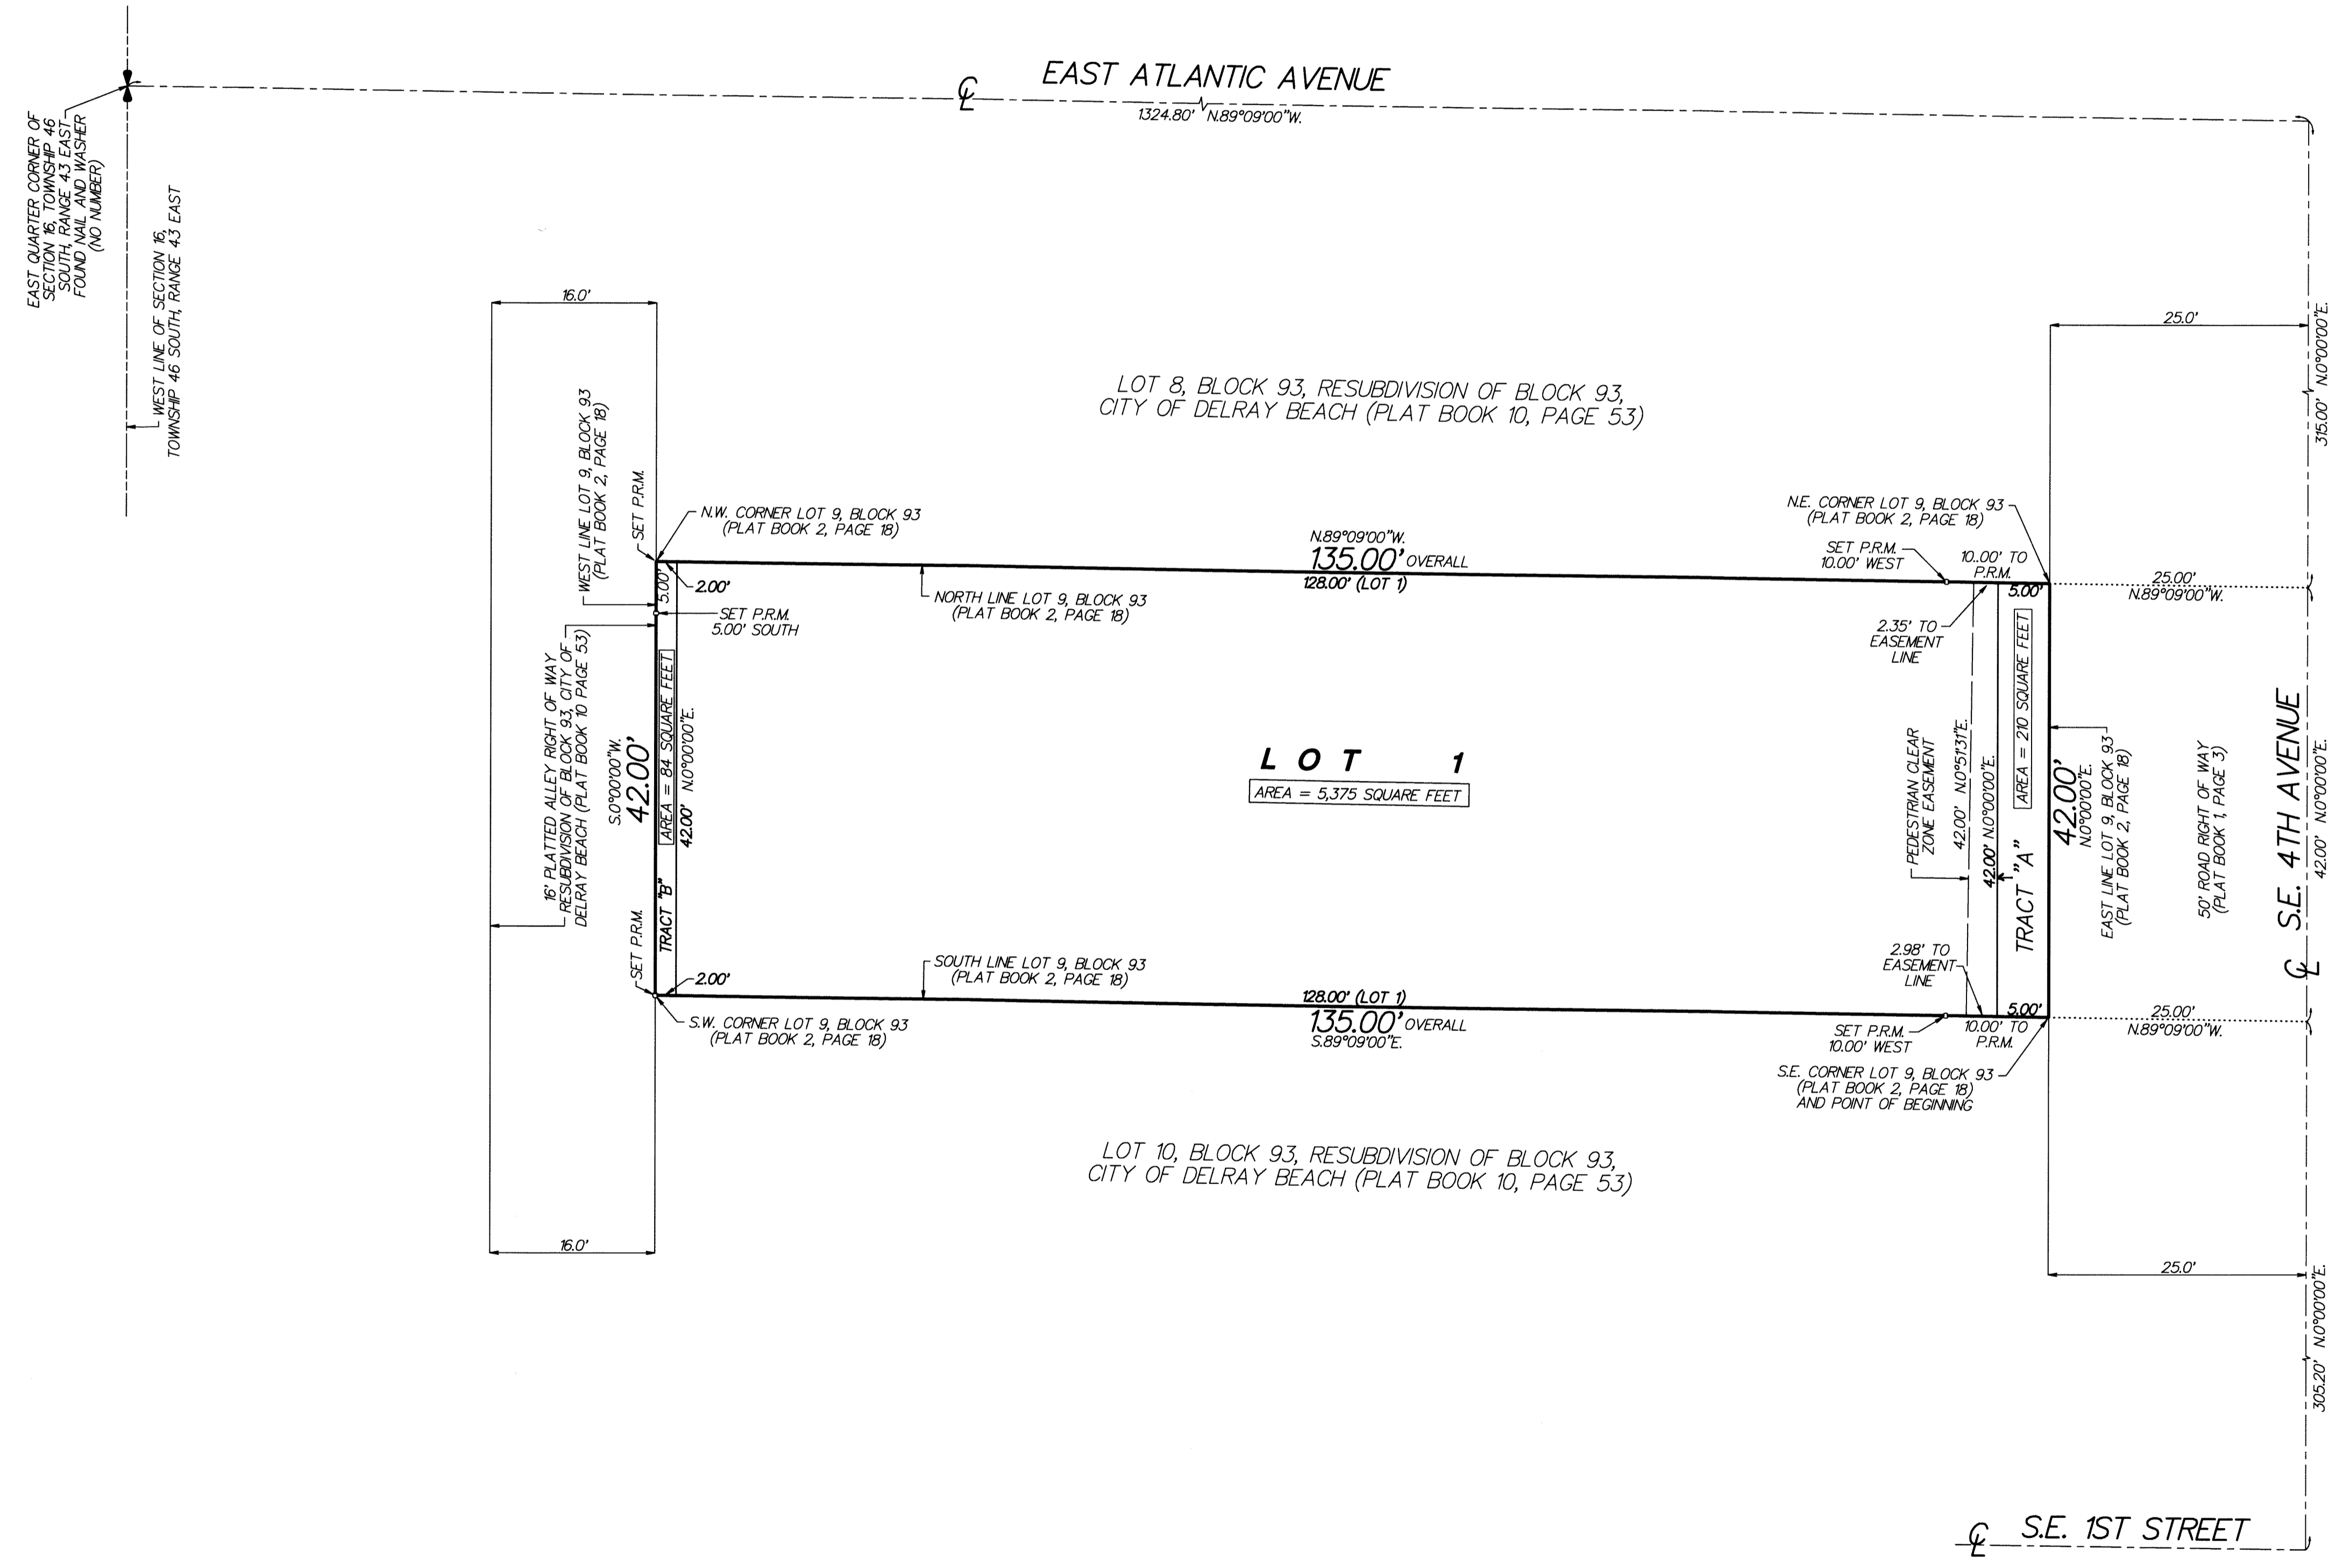 EAST ATLANTIC AVENUE
1324.80' N.89°09'00"W.
EAST QUARTER CORNER OF
SECTION 16, TOWNSHIP 46
SOUTH, RANGE 43 EAST
FOUND NAIL AND WASHER
(NO NUMBER)
WEST LINE OF SECTION 16,
TOWNSHIP 46 SOUTH, RANGE 43 EAST
16.0'
25.0'
315.00' N.0°00'00"E.
LOT 8, BLOCK 93, RESUBDIVISION OF BLOCK 93,
CITY OF DELRAY BEACH (PLAT BOOK 10, PAGE 53)
WEST LINE LOT 9, BLOCK 93
(PLAT BOOK 2, PAGE 18)
SET P.R.M.
N.W. CORNER LOT 9, BLOCK 93
(PLAT BOOK 2, PAGE 18)
N.E. CORNER LOT 9, BLOCK 93
(PLAT BOOK 2, PAGE 18)
N.89°09'00"W.
135.00' OVERALL
128.00' (LOT 1)
SET P.R.M.
10.00' WEST
10..00' TO
P.R.M.
5.00'
2.00'
5.00'
25.00'
N.89°09'00"W.
NORTH LINE LOT 9, BLOCK 93
(PLAT BOOK 2, PAGE 18)
SET P.R.M.
5.00' SOUTH
2.35' TO
EASEMENT
LINE
16' PLATTED ALLEY RIGHT OF WAY
RESUBDIVISION OF BLOCK 93, CITY OF
DELRAY BEACH (PLAT BOOK 10 PAGE 53)
S.0°00'00"W.
42.00'
AREA = 84 SQUARE FEET
TRACT "B"
42.00' N.0°00'00"E.
LOT 1
AREA = 5,375 SQUARE FEET
PEDESTRIAN CLEAR
ZONE EASEMENT
42.00' N.0°51'31"E.
42.00' N.0°00'00"E.
AREA = 210 SQUARE FEET
TRACT "A"
42.00'
N.0°00'00"E.
EAST LINE LOT 9, BLOCK 93
(PLAT BOOK 2, PAGE 18)
50' ROAD RIGHT OF WAY
(PLAT BOOK 1, PAGE 3)
S.E. 4TH AVENUE
42.00' N.0°00'00"E.
SET P.R.M.
2.00'
SOUTH LINE LOT 9, BLOCK 93
(PLAT BOOK 2, PAGE 18)
2.98' TO
EASEMENT
LINE
128.00' (LOT 1)
135.00' OVERALL
S.89°09'00"E.
S.W. CORNER LOT 9, BLOCK 93
(PLAT BOOK 2, PAGE 18)
SET P.R.M.
10.00' WEST
5.00'
10.00' TO
P.R.M.
25.00'
N.89°09'00"W.
S.E. CORNER LOT 9, BLOCK 93
(PLAT BOOK 2, PAGE 18)
AND POINT OF BEGINNING
LOT 10, BLOCK 93, RESUBDIVISION OF BLOCK 93,
CITY OF DELRAY BEACH (PLAT BOOK 10, PAGE 53)
16.0'
25.0'
305.20' N.0°00'00"E.
S.E. 1ST STREET